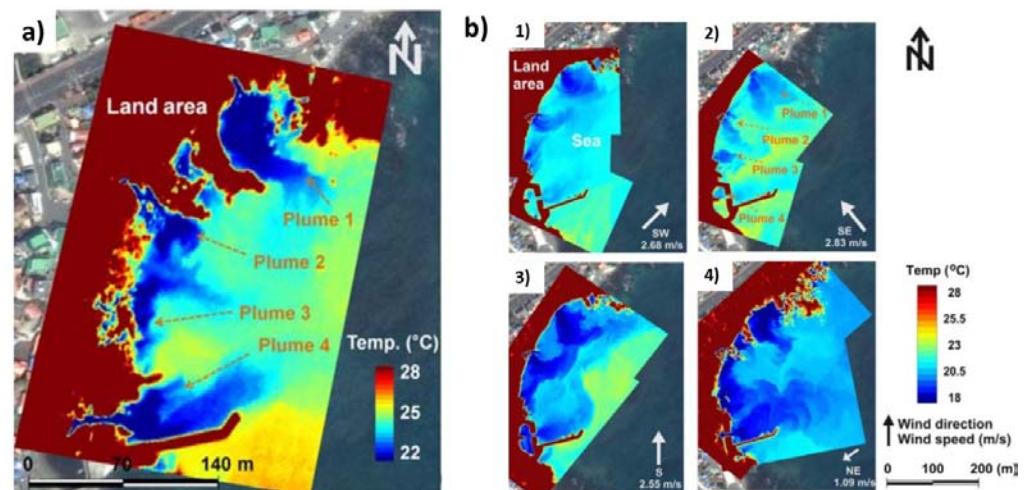 a)
N
Land area
Plume 1
Plume 2
Plume 3
Plume 4
Temp. (°C)
28
25
22
0 70 140 m
b)
1)
Land
area
Sea
SW
2.68 m/s
2)
Plume 1
Plume 2
Plume 3
Plume 4
SE
2.83 m/s
N
3)
S
2.55 m/s
4)
NE
1.09 m/s
Temp (°C)
28
25.5
23
20.5
18
Wind direction
Wind speed (m/s)
0 100 200 (m)